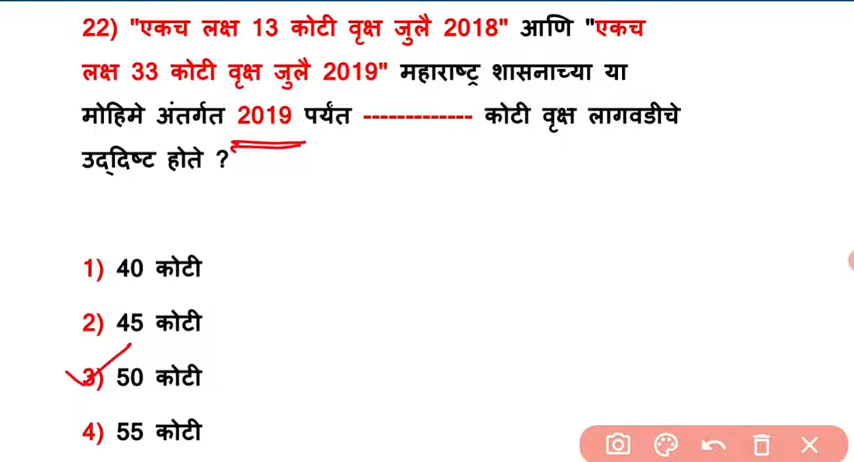 22) "एकच लक्ष 13 कोटी वृक्ष जुलै 2018" आणि "एकच
लक्ष 33 कोटी वृक्ष जुलै 2019" महाराष्ट्र शासनाच्या या
मोहिमे अंतर्गत 2019 पर्यंत ------------- कोटी वृक्ष लागवडीचे
उद्दिष्ट होते ?
1) 40 कोटी
2) 45 कोटी
3) 50 कोटी
4) 55 कोटी